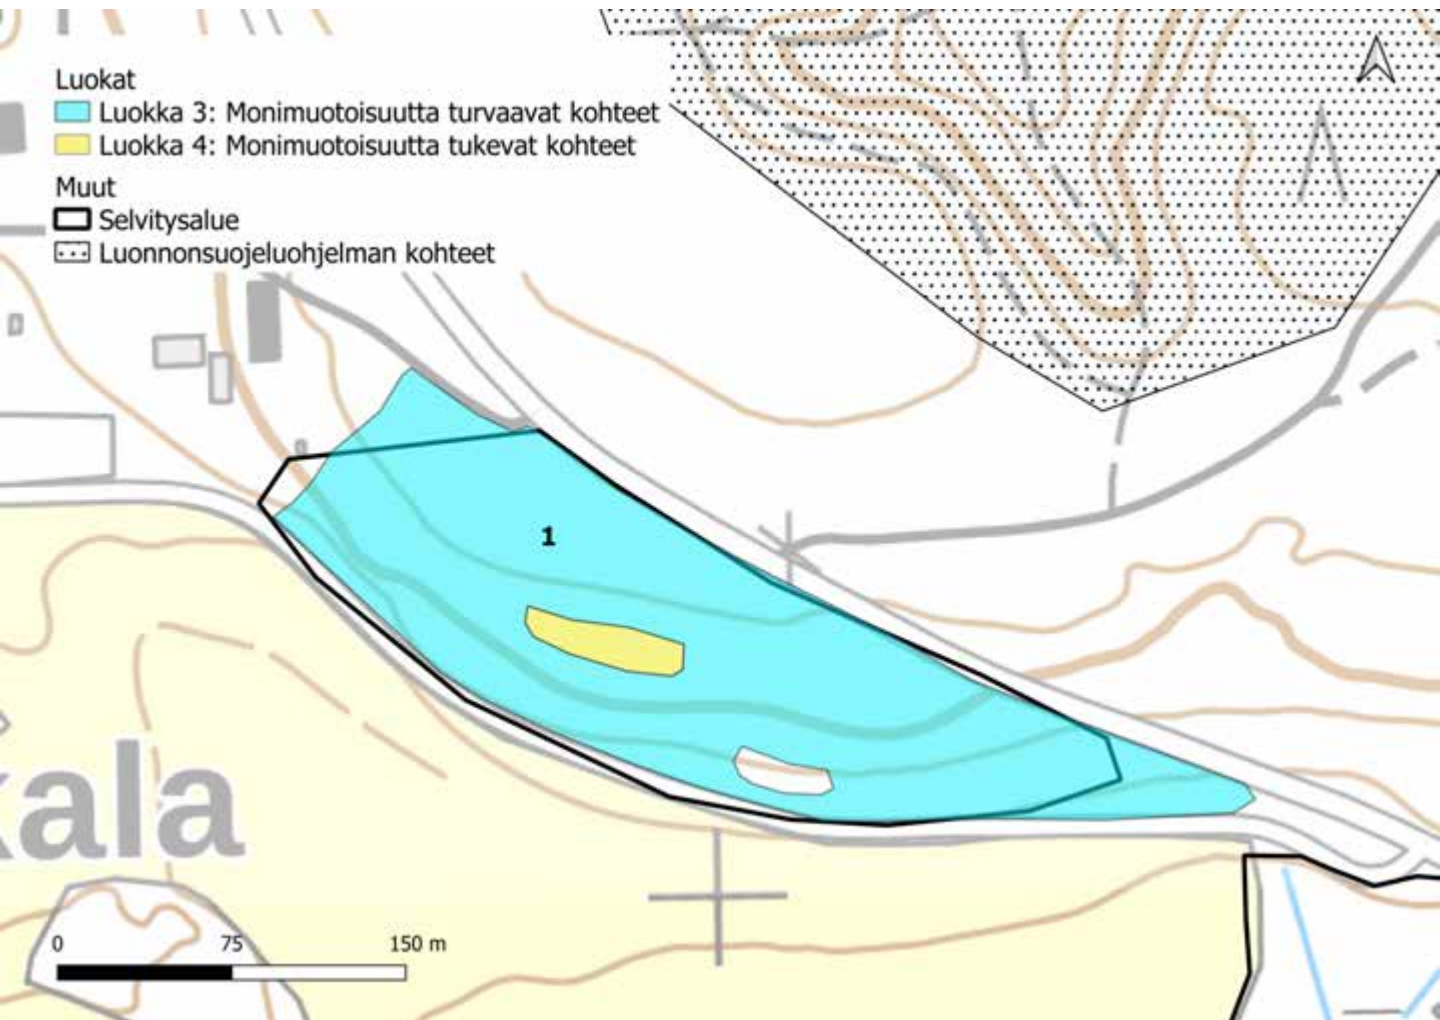 Luokat
Luokka 3: Monimuotoisuutta turvaavat kohteet
Luokka 4: Monimuotoisuutta tukevat kohteet
Muut
Selvitysalue
Luonnonsuojeluohjelman kohteet
1
kala
0 75 150 m